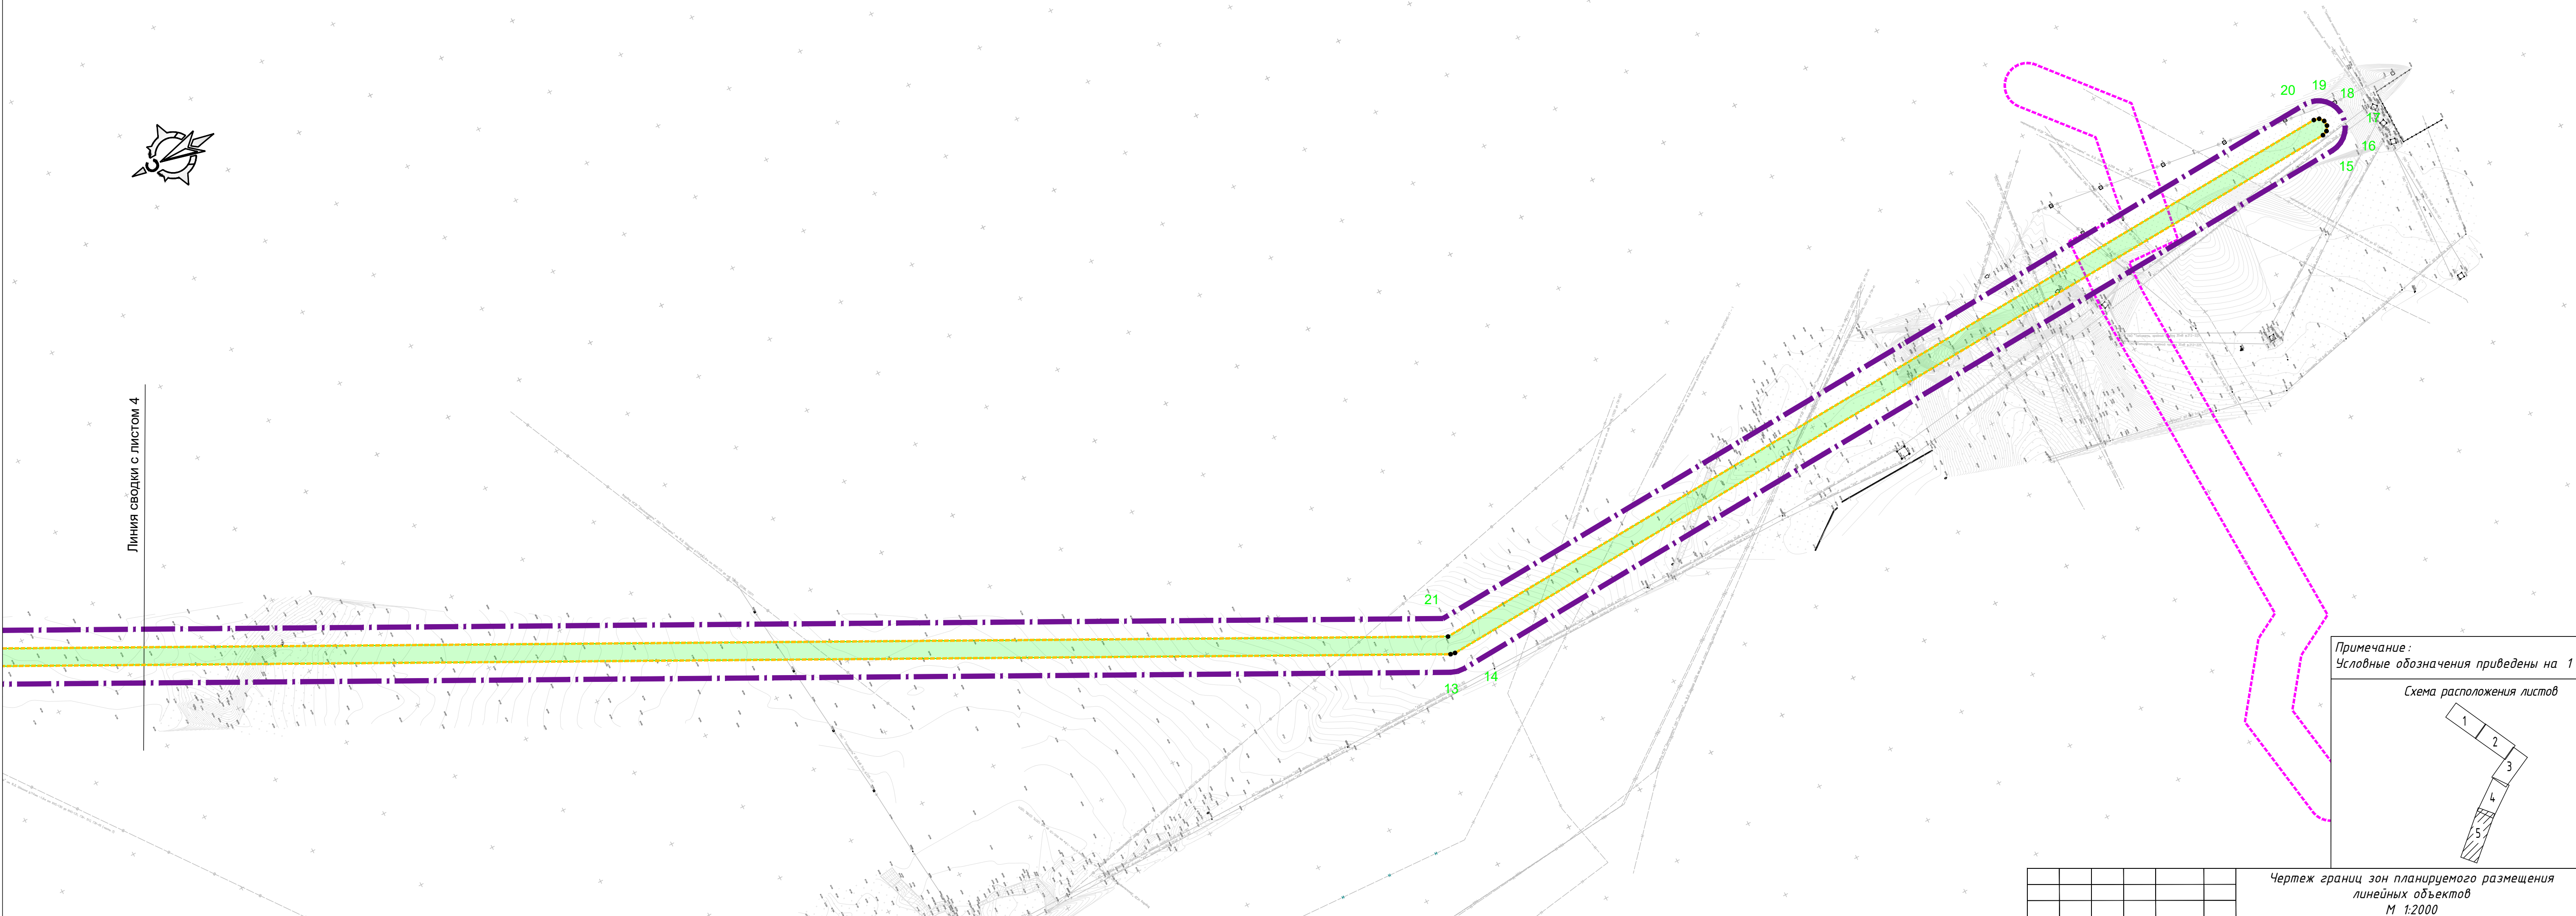 Линия сводки с листом 4
20
19
18
17
16
15
21
13
14
Примечание:
Условные обозначения приведены на 1
Схема расположения листов
1
2
3
4
5
Чертеж границ зон планируемого размещения
линейных объектов
М 1:2000